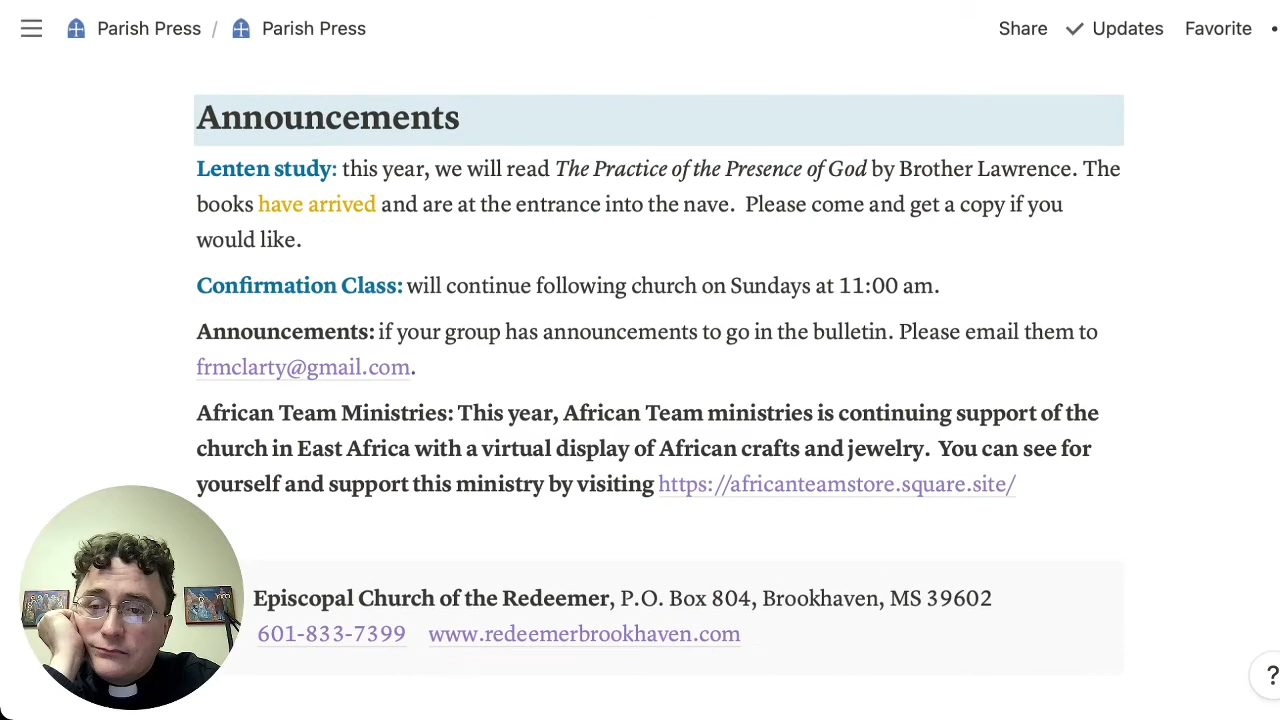 Parish Press / Parish Press Share Updates Favorite
Announcements
Lenten study: this year, we will read The Practice of the Presence of God by Brother Lawrence. The
books have arrived and are at the entrance into the nave. Please come and get a copy if you
would like.
Confirmation Class: will continue following church on Sundays at 11:00 am.
Announcements: if your group has announcements to go in the bulletin. Please email them to
frmclarty@gmail.com.
African Team Ministries: This year, African Team ministries is continuing support of the
church in East Africa with a virtual display of African crafts and jewelry. You can see for
yourself and support this ministry by visiting https://africanteamstore.square.site/
Episcopal Church of the Redeemer, P.O. Box 804, Brookhaven, MS 39602
601-833-7399 www.redeemerbrookhaven.com
?